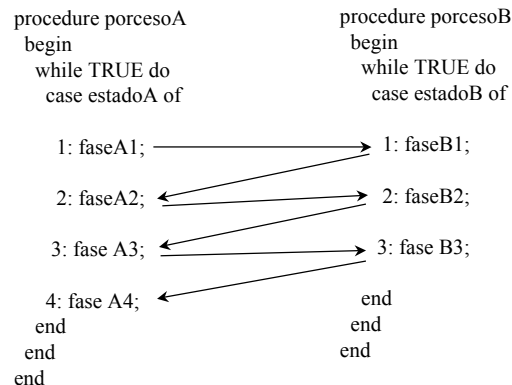 procedure porcesoA
begin
while TRUE do
case estadoA of
1: faseA1;
2: faseA2;
3: fase A3;
4: fase A4;
end
end
end
procedure porcesoB
begin
while TRUE do
case estadoB of
1: faseB1;
2: faseB2;
3: fase B3;
end
end
end